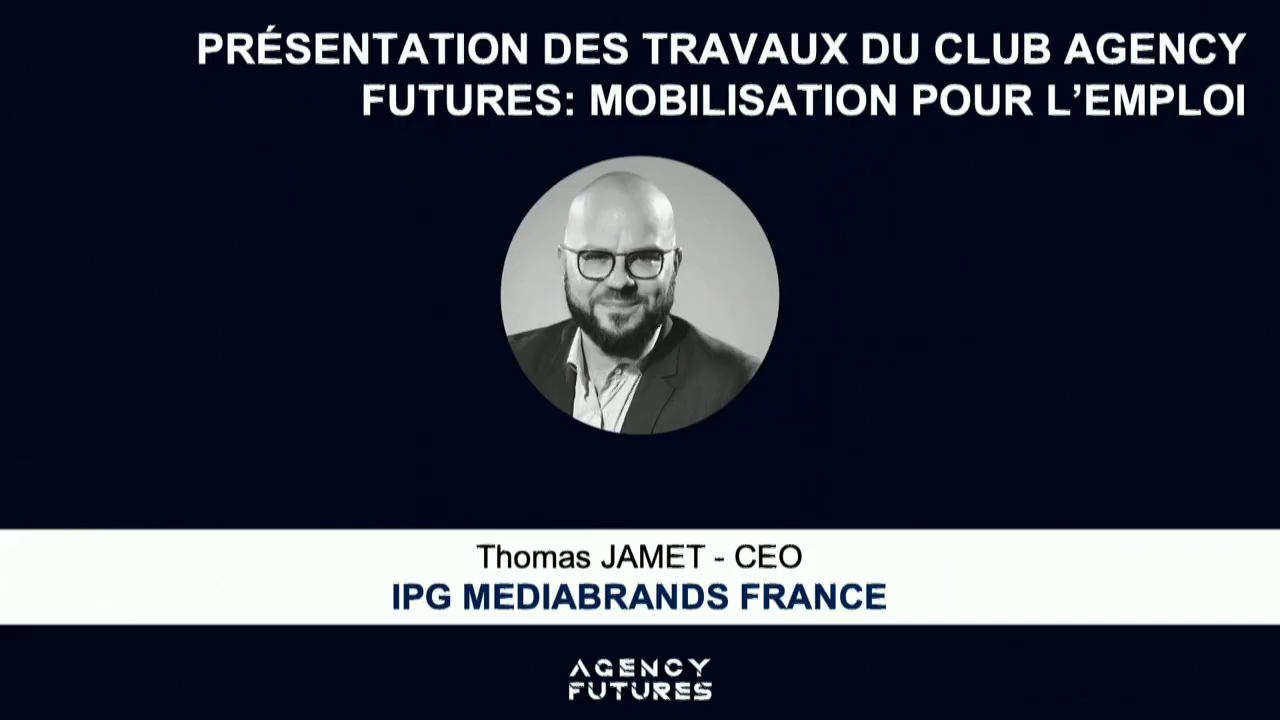 PRÉSENTATION DES TRAVAUX DU CLUB AGENCY
FUTURES: MOBILISATION POUR L’EMPLOI
Thomas JAMET - CEO
IPG MEDIABRANDS FRANCE
AGENCY
FUTURES